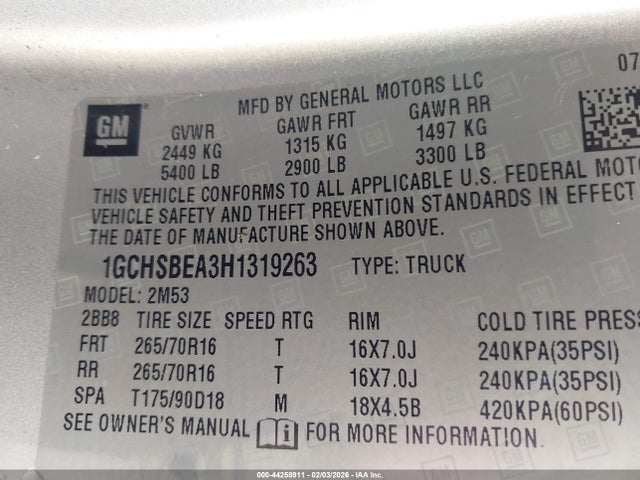 07
MFD BY GENERAL MOTORS LLC
GM
GVWR GAWR FRT GAWR RR
2449 KG 1315 KG 1497 KG
5400 LB 2900 LB 3300 LB
THIS VEHICLE CONFORMS TO ALL APPLICABLE U.S. FEDERAL MOTO
VEHICLE SAFETY AND THEFT PREVENTION STANDARDS IN EFFECT
THE DATE OF MANUFACTURE SHOWN ABOVE.
1GCHSBEA3H1319263 TYPE: TRUCK
MODEL: 2M53
2BB8 TIRE SIZE SPEED RTG RIM COLD TIRE PRESS
FRT 265/70R16 T 16X7.0J 240KPA(35PSI)
RR 265/70R16 T 16X7.0J 240KPA(35PSI)
SPA T175/90D18 M 18X4.5B 420KPA(60PSI)
SEE OWNER'S MANUAL i FOR MORE INFORMATION.
000-44258911 - 02/03/2026 - IAA Inc.